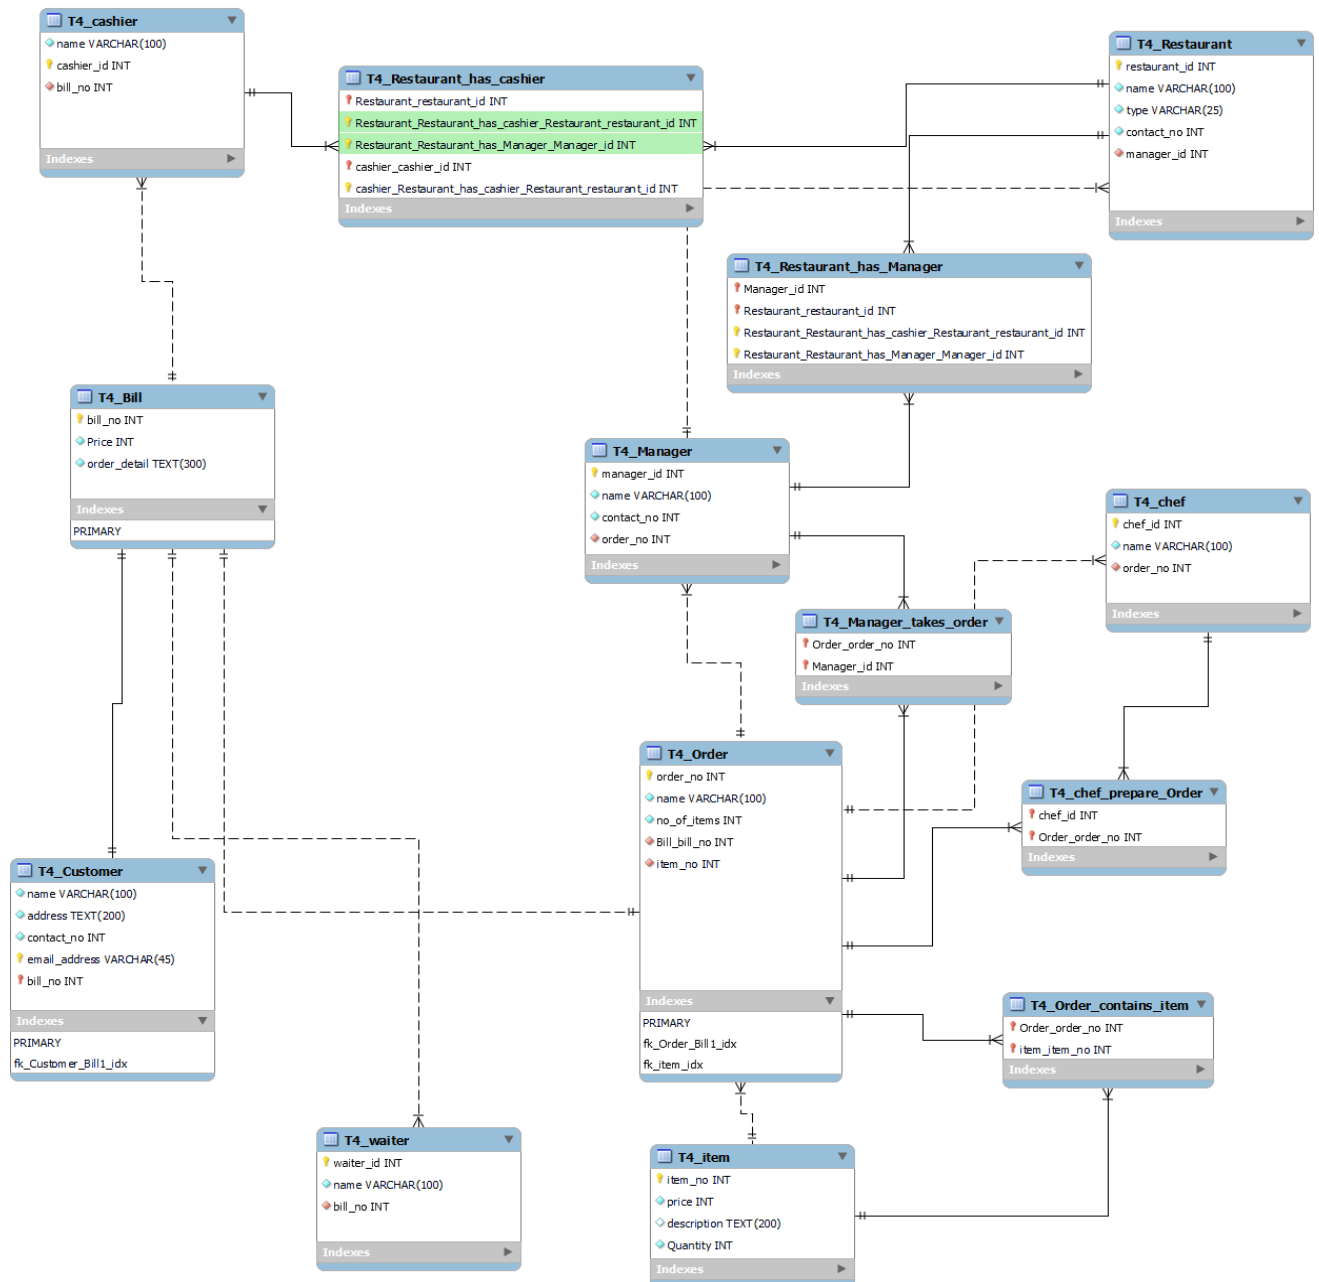 T4_cashier
name VARCHAR(100)
cashier_id INT
bill_no INT
Indexes
T4_Restaurant_has_cashier
Restaurant_restaurant_id INT
Restaurant_Restaurant_has_cashier_Restaurant_restaurant_id INT
Restaurant_Restaurant_has_Manager_Manager_id INT
cashier_cashier_id INT
cashier_Restaurant_has_cashier_Restaurant_restaurant_id INT
Indexes
T4_Restaurant
restaurant_id INT
name VARCHAR(100)
type VARCHAR(25)
contact_no INT
manager_id INT
Indexes
T4_Restaurant_has_Manager
Manager_id INT
Restaurant_restaurant_id INT
Restaurant_Restaurant_has_cashier_Restaurant_restaurant_id INT
Restaurant_Restaurant_has_Manager_Manager_id INT
Indexes
T4_Bill
bill_no INT
Price INT
order_detail TEXT(300)
Indexes
PRIMARY
T4_Manager
manager_id INT
name VARCHAR(100)
contact_no INT
order_no INT
Indexes
T4_chef
chef_id INT
name VARCHAR(100)
order_no INT
Indexes
T4_Manager_takes_order
Order_order_no INT
Manager_id INT
Indexes
T4_Order
order_no INT
name VARCHAR(100)
no_of_items INT
Bill_bill_no INT
item_no INT
Indexes
PRIMARY
fk_Order_Bill1_idx
fk_item_idx
T4_chef_prepare_Order
chef_id INT
Order_order_no INT
Indexes
T4_Customer
name VARCHAR(100)
address TEXT(200)
contact_no INT
email_address VARCHAR(45)
bill_no INT
Indexes
PRIMARY
fk_Customer_Bill1_idx
T4_Order_contains_item
Order_order_no INT
item_item_no INT
Indexes
T4_waiter
waiter_id INT
name VARCHAR(100)
bill_no INT
Indexes
T4_item
item_no INT
price INT
description TEXT(200)
Quantity INT
Indexes